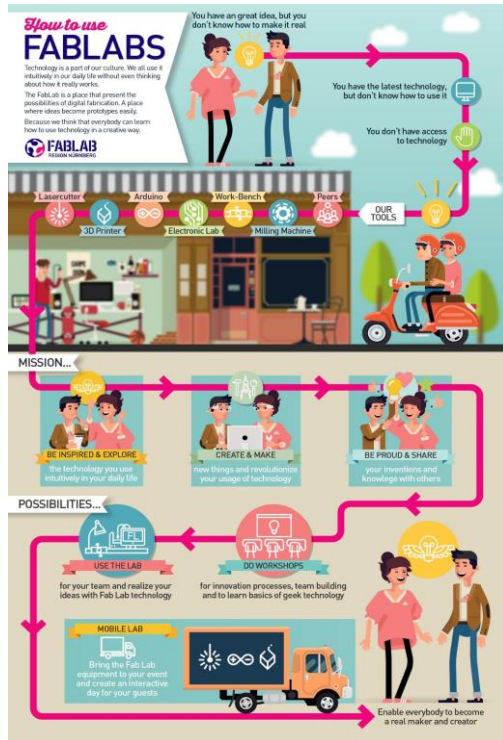 How to use
FABLABS
Technology is a part of our culture. We all use it
intuitively in our daily life without even thinking
about how it really works.
The FabLab is a place that present the
possibilities of digital fabrication. A place
where ideas become prototypes easily.
Because we think that everybody can learn
how to use technology in a creative way.
FABLAB
REGION NÜRNBERG
You have an great idea, but you
don't know how to make it real
You have the latest technology,
but don't know how to use it
You don't have access
to technology
OUR
TOOLS
Lasercutter
3D Printer
Arduino
Electronic Lab
Work-Bench
Milling Machine
Peers
MISSION...
BE INSPIRED & EXPLORE
the technology you use
intuitively in your daily life
CREATE & MAKE
new things and revolutionize
your usage of technology
BE PROUD & SHARE
your inventions and
knowlege with others
POSSIBILITIES...
FL
USE THE LAB
for your team and realize your
ideas with Fab Lab technology
DO WORKSHOPS
for innovation processes, team building
and to learn basics of geek technology
MOBILE LAB
Bring the Fab Lab
equipment to your event
and create an interactive
day for your guests
Enable everybody to become
a real maker and creator